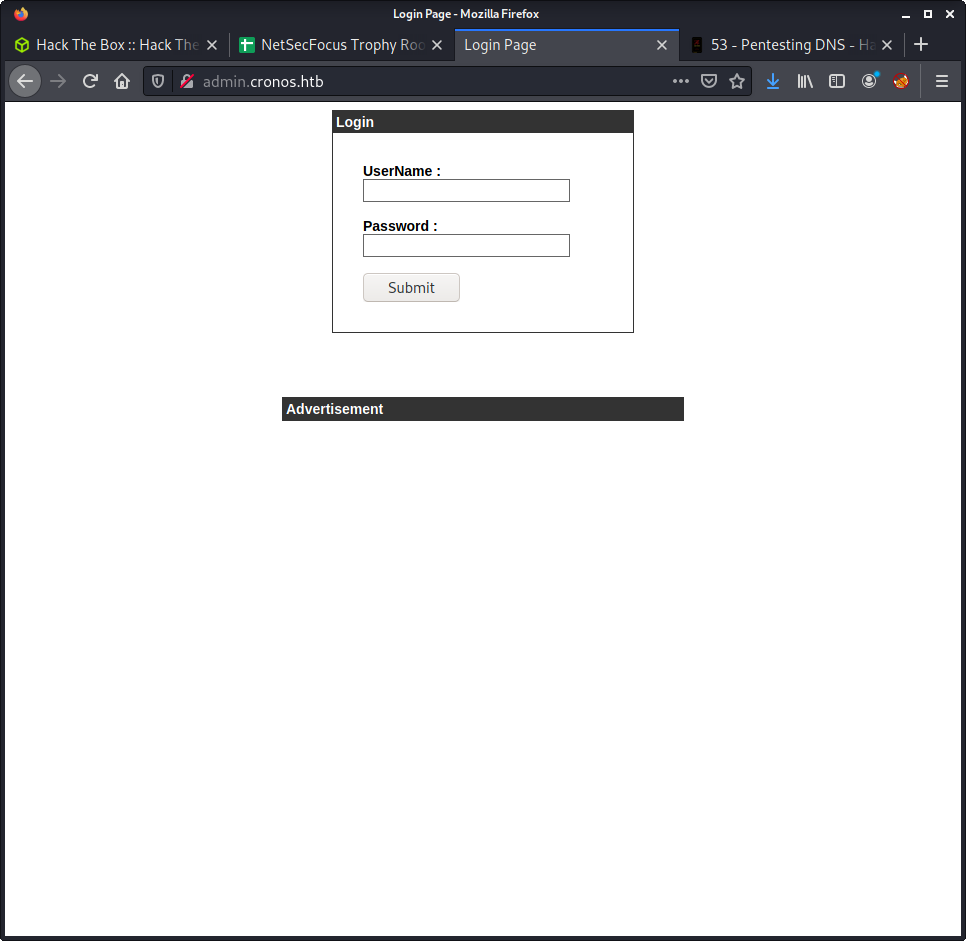 Login Page - Mozilla Firefox
Hack The Box :: Hack The
NetSecFocus Trophy Roo
Login Page
53 - Pentesting DNS - Ha
admin.cronos.htb
Login
UserName :
Password :
Submit
Advertisement